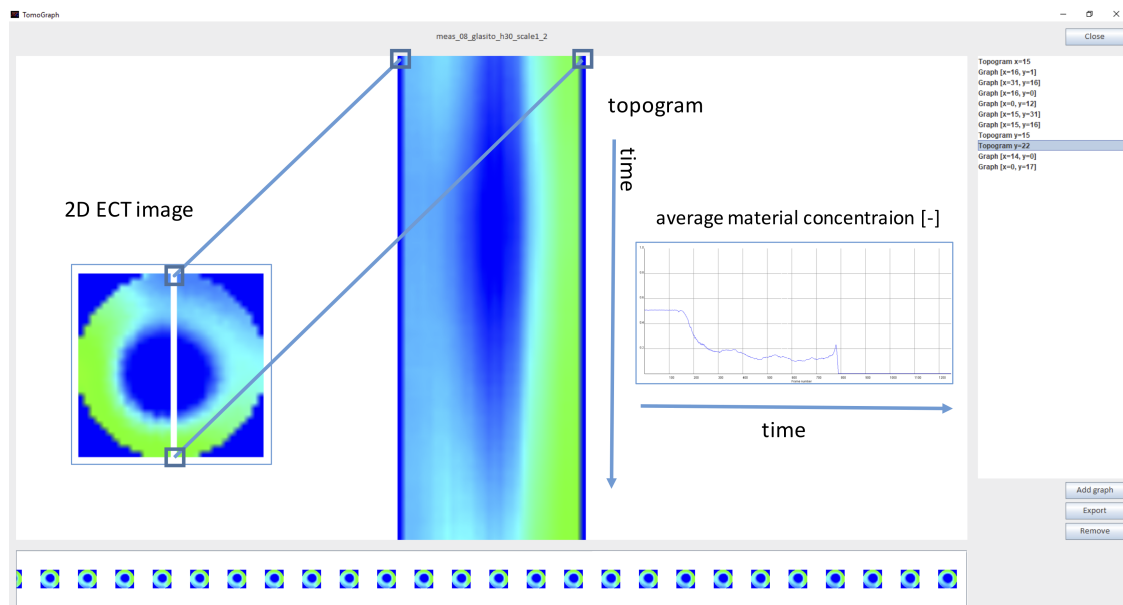 TomoGraph
meas_08_glasito_h30_scale1_2
Close
Topogram x=15
Graph [x=16, y=1]
Graph [x=31, y=16]
Graph [x=16, y=0]
Graph [x=0, y=12]
Graph [x=15, y=31]
Graph [x=15, y=16]
Topogram y=15
Topogram y=22
Graph [x=14, y=0]
Graph [x=0, y=17]
topogram
time
2D ECT image
average material concentraion [-]
100 200 300 400 500 600 700 800 900 1000 1100 1200
Frame number
time
Add graph
Export
Remove